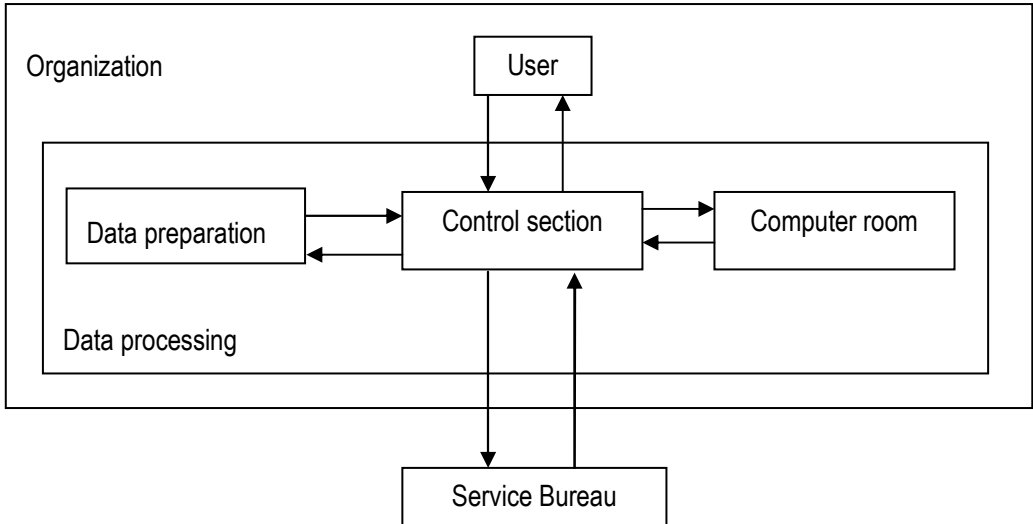 Organization
User
Data preparation
Control section
Computer room
Data processing
Service Bureau